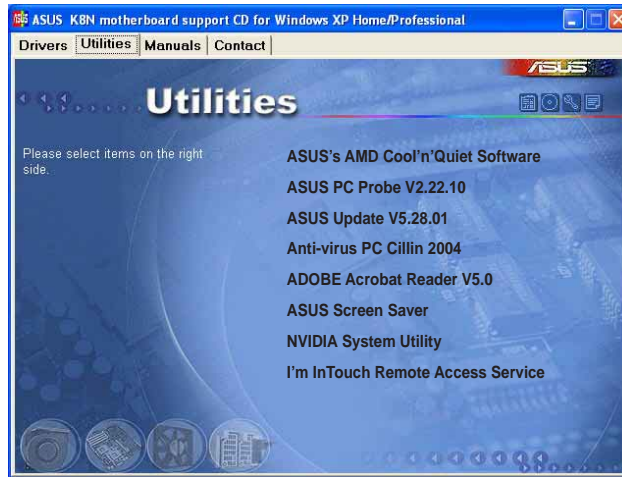 ASUS K8N motherboard support CD for Windows XP Home/Professional
Drivers Utilities Manuals Contact
ASUS
Utilities
Please select items on the right
side.
ASUS's AMD Cool'n'Quiet Software
ASUS PC Probe V2.22.10
ASUS Update V5.28.01
Anti-virus PC Cillin 2004
ADOBE Acrobat Reader V5.0
ASUS Screen Saver
NVIDIA System Utility
I'm InTouch Remote Access Service